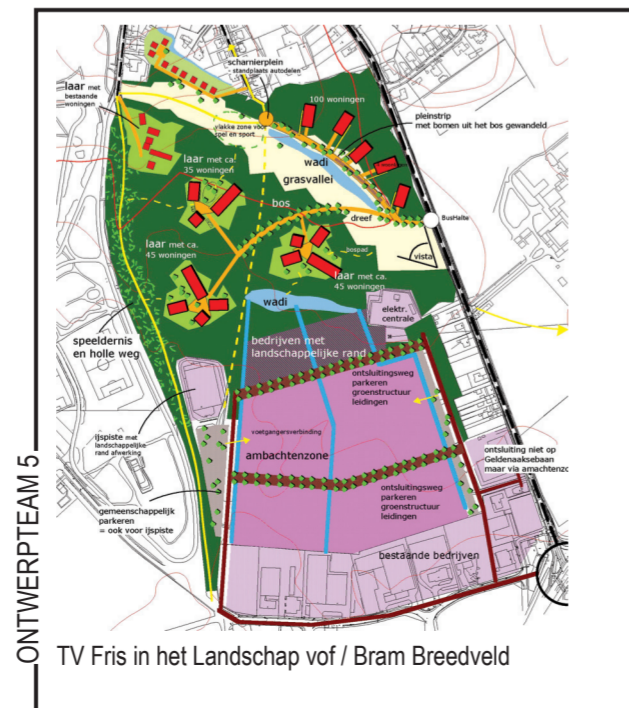 scharnierplein
- standplaats autodelen
laar met
bestaande
woningen
100 woningen
pleinstrip
met bomen uit het bos gewandeld
vlakke zone voor
spel en sport
wadi
grasvallei
laar met ca.
35 woningen
bos
dreef
BusHalte
laar met ca.
45 woningen
bospad
vista
laar met ca.
45 woningen
wadi
elektr.
centrale
speeldernis
en holle weg
bedrijven met
landschappelijke rand
ontsluitingsweg
parkeren
groenstructuur
leidingen
ijspiste met
landschappelijke
rand afwerking
voetgangersverbinding
ambachtenzone
ontsluiting niet op
Geldenaaksebaan
maar via amachtenzo
gemeenschappelijk
parkeren
= ook voor ijspiste
ontsluitingsweg
parkeren
groenstructuur
leidingen
bestaande bedrijven
ONTWERPTEAM 5
TV Fris in het Landschap vof / Bram Breedveld